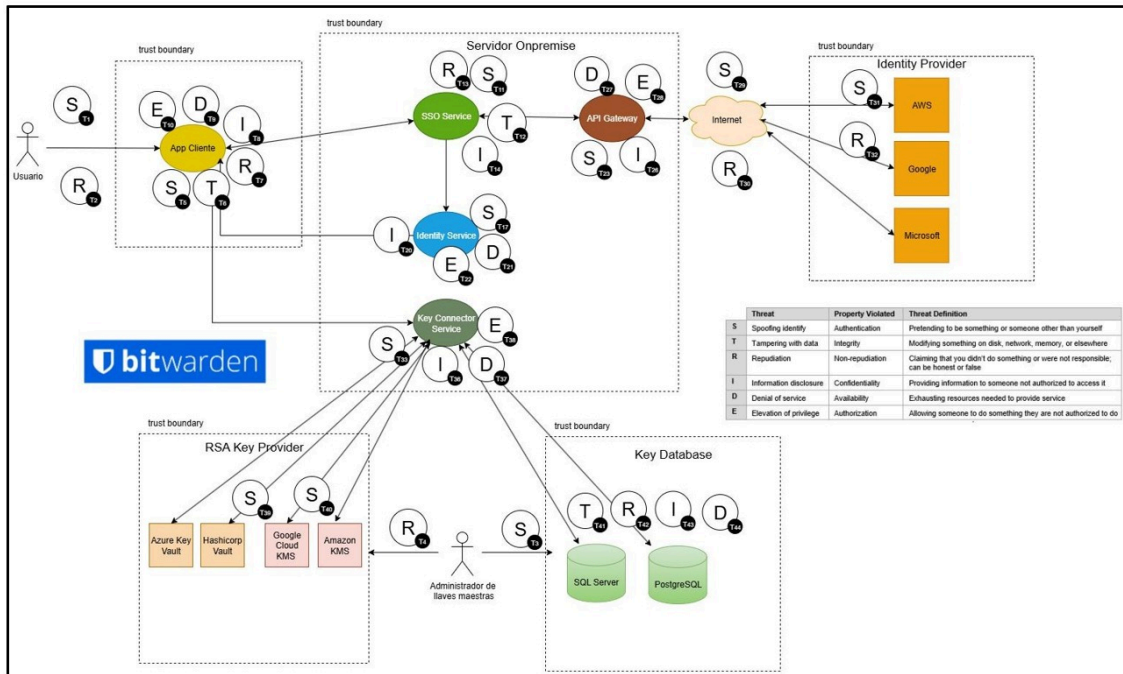 trust boundary
Servidor Onpremise
trust boundary
trust boundary
Identity Provider
R T13
S T11
D T27
E T28
S T29
S T1
E T10
D T9
I T8
SSO Service
T T12
API Gateway
Internet
S T31
AWS
Usuario
App Cliente
R T7
I T14
S T23
I T26
R T30
R T32
Google
R T2
S T5
T T6
S T17
Identity Service
I T20
E T22
D T21
Microsoft
Key Connector
Service
E T38
S T33
I T36
D T37
bitwarden
Threat Property Violated Threat Definition
S Spoofing identify Authentication Pretending to be something or someone other than yourself
T Tampering with data Integrity Modifying something on disk, network, memory, or elsewhere
R Repudiation Non-repudiation Claiming that you didn't do something or were not responsible;
can be honest or false
I Information disclosure Confidentiality Providing information to someone not authorized to access it
D Denial of service Availability Exhausting resources needed to provide service
E Elevation of privilege Authorization Allowing someone to do something they are not authorized to do
trust boundary
RSA Key Provider
trust boundary
Key Database
S T39
S T40
Azure Key
Vault
Hashicorp
Vault
Google
Cloud
KMS
Amazon
KMS
R T4
S T3
Administrador de
llaves maestras
T T41
R T42
I T43
D T44
SQL Server
PostgreSQL